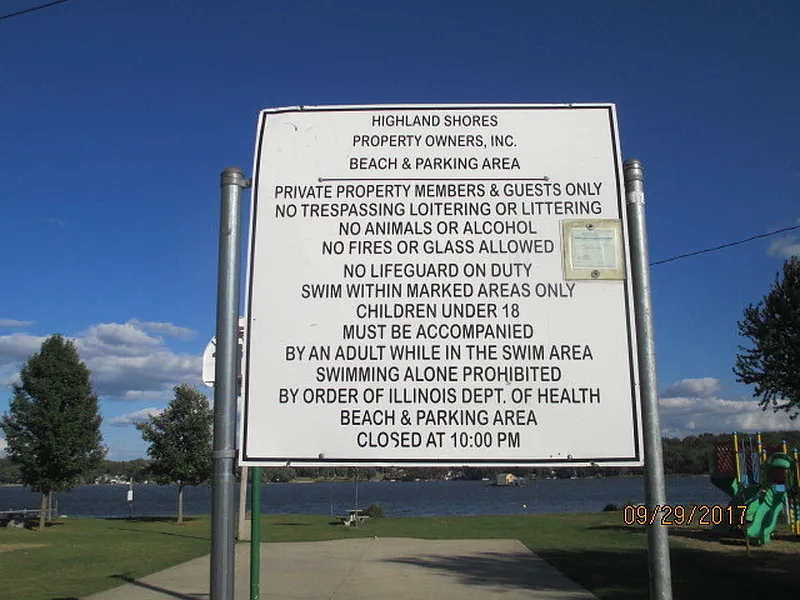 HIGHLAND SHORES
PROPERTY OWNERS, INC.
BEACH & PARKING AREA
PRIVATE PROPERTY MEMBERS & GUESTS ONLY
NO TRESPASSING LOITERING OR LITTERING
NO ANIMALS OR ALCOHOL
NO FIRES OR GLASS ALLOWED
NO LIFEGUARD ON DUTY
SWIM WITHIN MARKED AREAS ONLY
CHILDREN UNDER 18
MUST BE ACCOMPANIED
BY AN ADULT WHILE IN THE SWIM AREA
SWIMMING ALONE PROHIBITED
BY ORDER OF ILLINOIS DEPT. OF HEALTH
BEACH & PARKING AREA
CLOSED AT 10:00 PM
09/29/2017